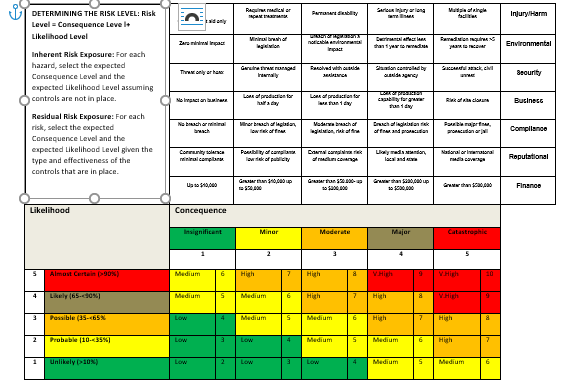 DETERMINING THE RISK LEVEL: Risk
Level = Consequence Level+
Likelihood Level
Inherent Risk Exposure: For each
hazard, select the expected
Consequence Level and the
expected Likelihood Level assuming
controls are not in place.
Residual Risk Exposure: For each
risk, select the expected
Consequence Level and the
expected Likelihood Level given the
type and effectiveness of the
controls that are in place.
aid only
Requires medical or
repeat treatments
Permanent disability
Serious injury or long
term illness
Multiple of single
facilities
Injury/Harm
Zero minimal impact
Minimal breach of
legislation
Breach of legislation a
noticable environmental
impact
Detrimental effect less
than 1 year to remediate
Remediation requires >5
years to recover
Environmental
Threat only or hoax
Genuine threat managed
internally
Resolved with outside
assistance
Situation controlled by
outside agency
Successful attack, civil
unrest
Security
No impact on business
Loss of production for
half a day
Loss of production for
less than 1 day
Loss of production
capability for greater
than 1 day
Risk of site closure
Business
No breach or minimal
breach
Minor breach of legislation,
low risk of fines
Moderate breach of
legislation, risk of fine
Breach of legislation risk
of fines and prosecution
Possible major fines,
prosecution or jail
Compliance
Community tolerate
minimal compliants
Possibility of compliants
low risk of publicity
External complaints risk
of medium coverage
Likely media attention,
local and state
National or international
media coverage
Reputational
Up to $10,000
Greater than $10,000 up
to $50,000
Greater than $50,000- up
to $200,000
Greater than $200,000
up to $500,000
Greater than $500,000
Finance
Likelihood
Concequence
Insignificant Minor Moderate Major Catastrophic
1 2 3 4 5
5 Almost Certain (>90%) Medium 6 High 7 High 8 V.High 9 V.High 10
4 Likely (65-<90%) Medium 5 Medium 6 High 7 High 8 V.High 9
3 Possible (35-<65% Low 4 Medium 5 Medium 6 High 7 High 8
2 Probable (10-<35%) Low 3 Low 4 Medium 5 Medium 6 High 7
1 Unlikely (>10%) Low 2 Low 3 Low 4 Medium 5 Medium 6